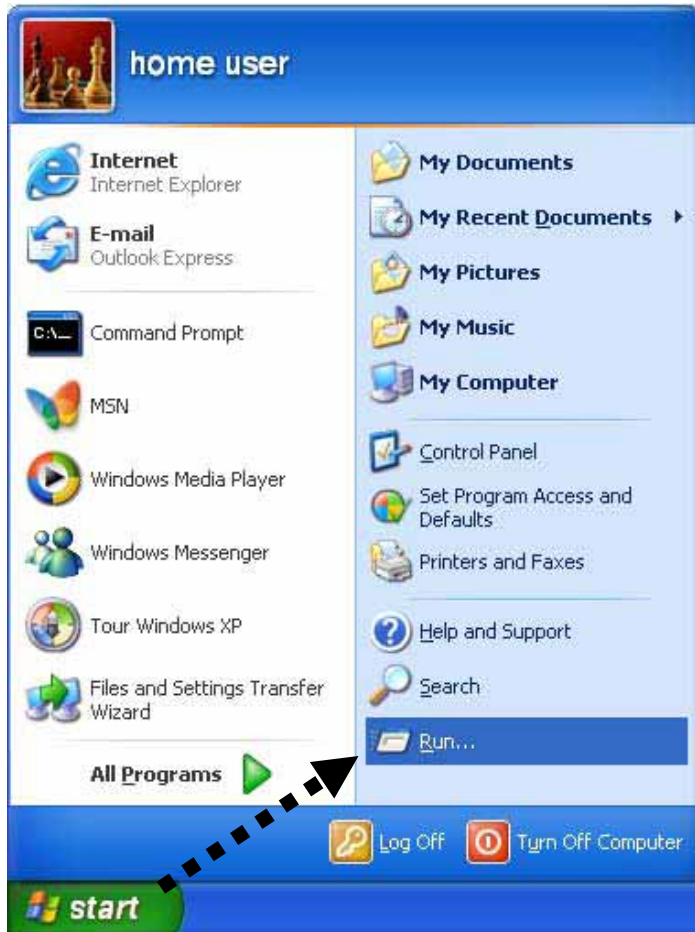 home user
Internet
Internet Explorer
E-mail
Outlook Express
C:\_
Command Prompt
MSN
Windows Media Player
Windows Messenger
Tour Windows XP
Files and Settings Transfer
Wizard
All Programs
My Documents
My Recent Documents
My Pictures
My Music
My Computer
Control Panel
Set Program Access and
Defaults
Printers and Faxes
Help and Support
Search
Run...
Log Off
Turn Off Computer
start